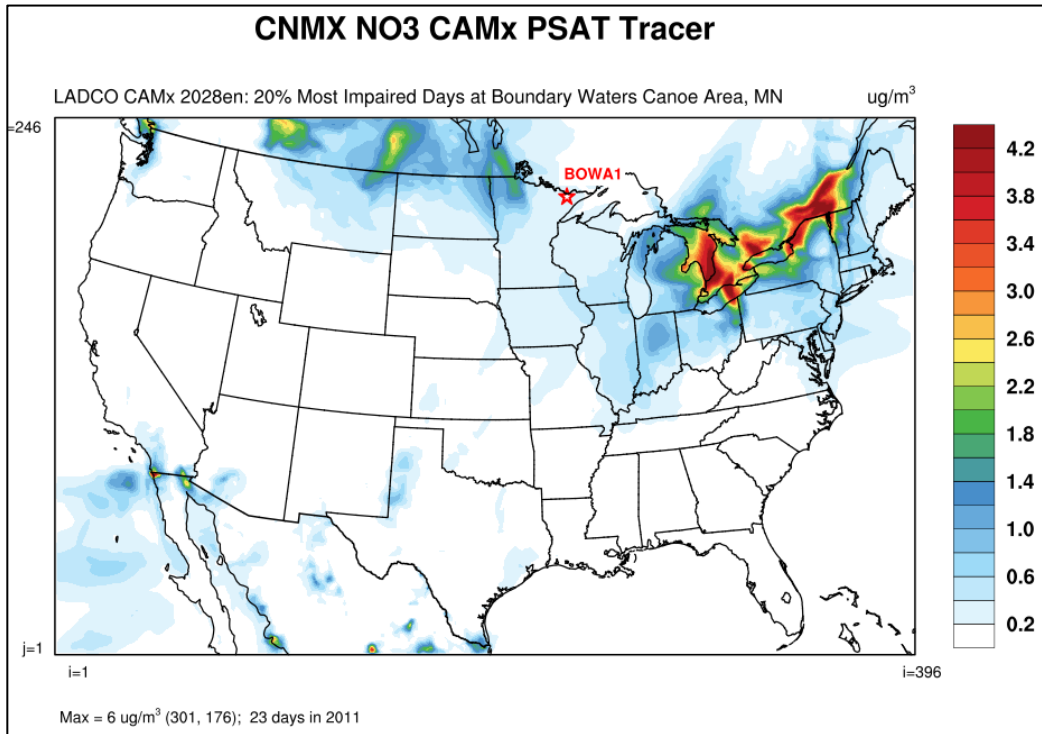 CNMX NO3 CAMx PSAT Tracer
LADCO CAMx 2028en: 20% Most Impaired Days at Boundary Waters Canoe Area, MN
ug/m³
=246
BOWA1
4.2
3.8
3.4
3.0
2.6
2.2
1.8
1.4
1.0
0.6
0.2
j=1
i=1
i=396
Max = 6 ug/m³ (301, 176); 23 days in 2011